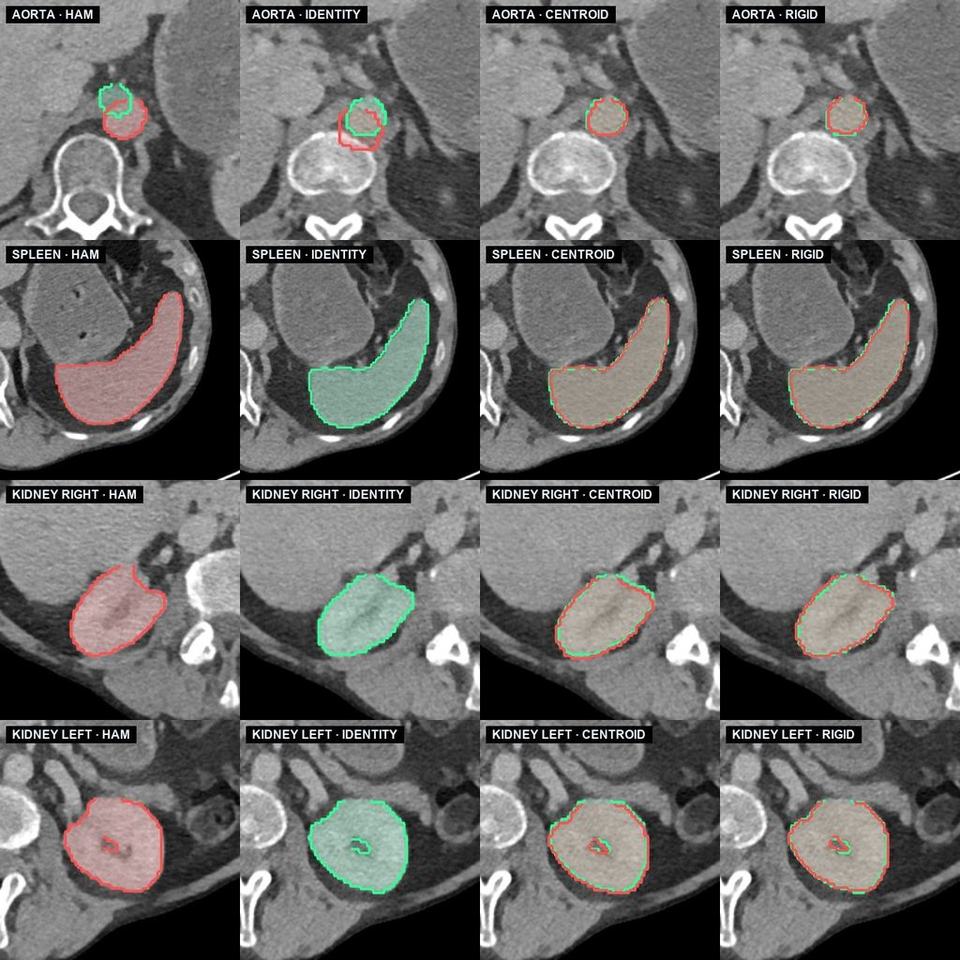 AORTA · HAM
AORTA · IDENTITY
AORTA · CENTROID
AORTA · RIGID
SPLEEN · HAM
SPLEEN · IDENTITY
SPLEEN · CENTROID
SPLEEN · RIGID
KIDNEY RIGHT · HAM
KIDNEY RIGHT · IDENTITY
KIDNEY RIGHT · CENTROID
KIDNEY RIGHT · RIGID
KIDNEY LEFT · HAM
KIDNEY LEFT · IDENTITY
KIDNEY LEFT · CENTROID
KIDNEY LEFT · RIGID